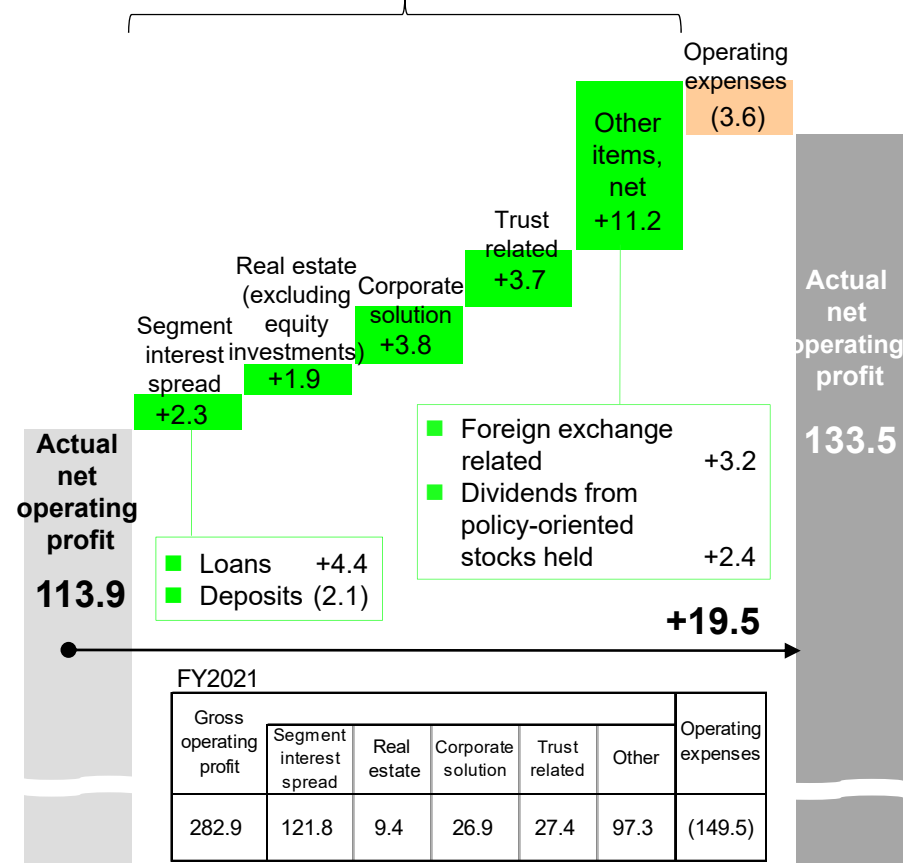 Operating
expenses
(3.6)
Other
items,
net
+11.2
Trust
related
+3.7
Real estate
(excluding
equity
investments)
+1.9
Corporate
solution
+3.8
Segment
interest
spread
+2.3
Actual
net
operating
profit
113.9
Actual
net
operating
profit
133.5
Foreign exchange
related +3.2
Dividends from
policy-oriented
stocks held +2.4
Loans +4.4
Deposits (2.1)
+19.5
FY2021
Gross
operating
profit
Segment
interest
spread
Real
estate
Corporate
solution
Trust
related
Other
Operating
expenses
282.9 121.8 9.4 26.9 27.4 97.3 (149.5)